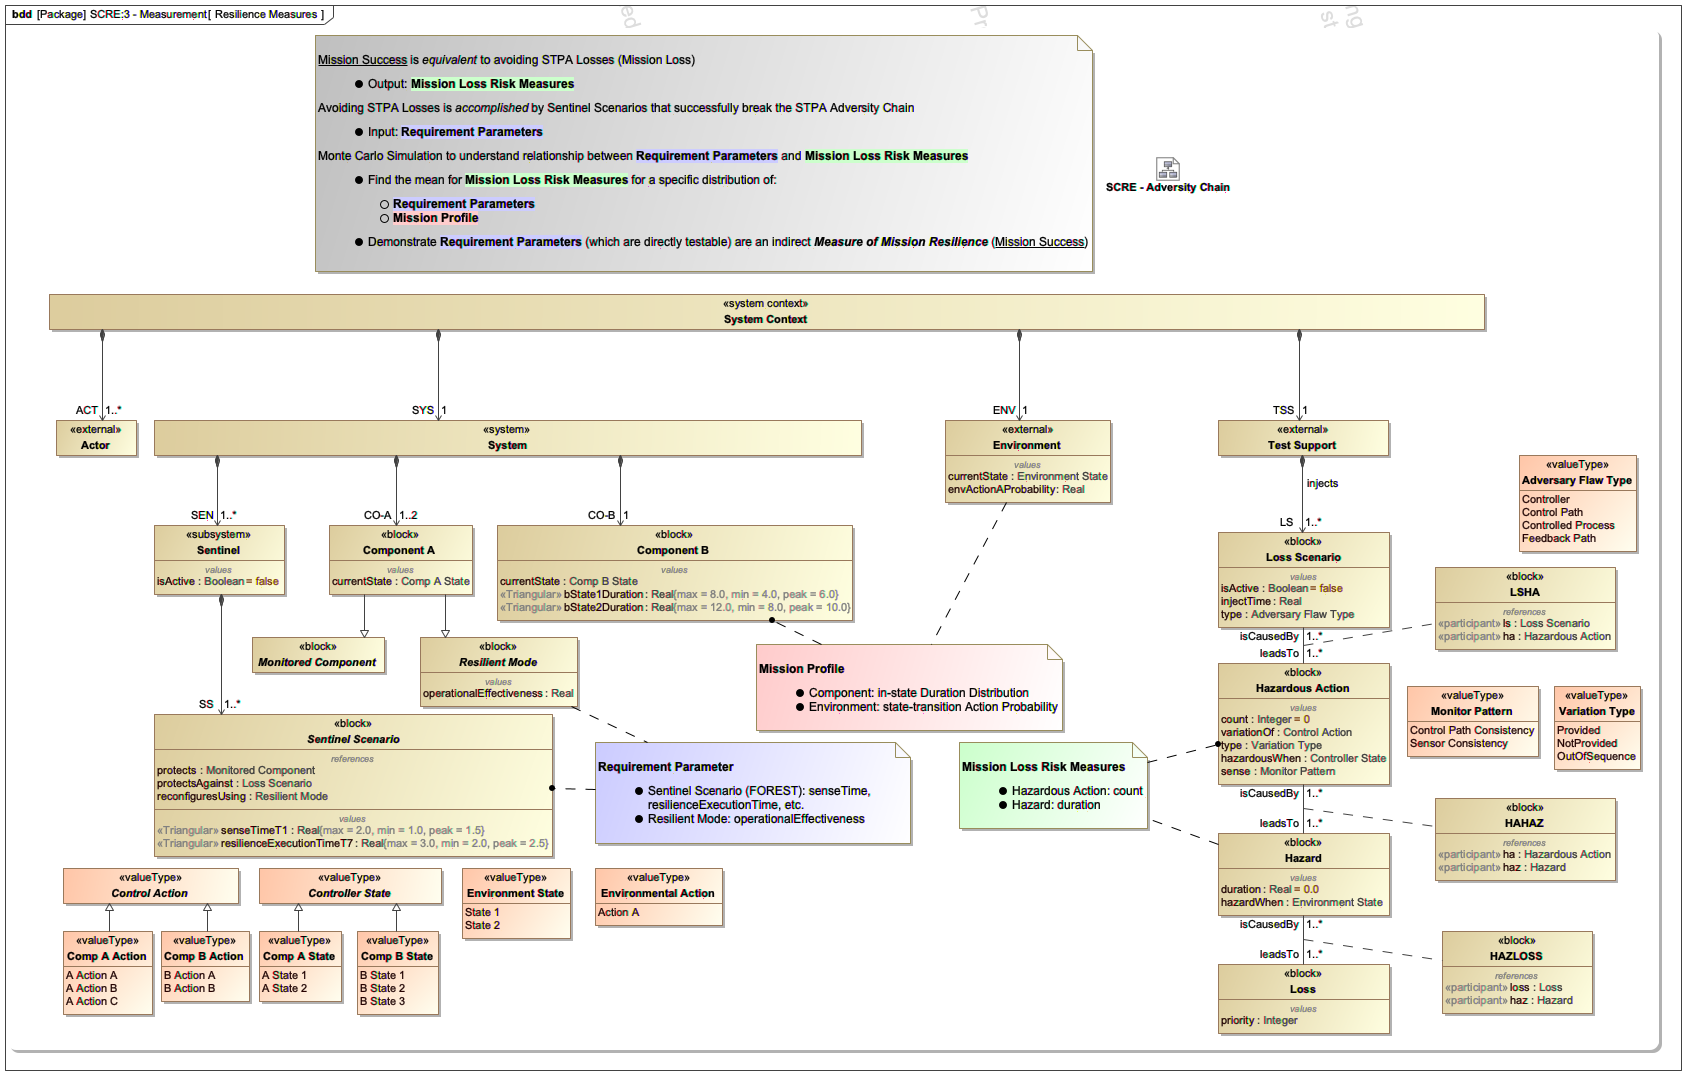 bdd [Package] SCRE:3 - Measurement[ Resilience Measures ]
ed
Pr
st
ng
Mission Success is equivalent to avoiding STPA Losses (Mission Loss)
● Output: Mission Loss Risk Measures
Avoiding STPA Losses is accomplished by Sentinel Scenarios that successfully break the STPA Adversity Chain
● Input: Requirement Parameters
Monte Carlo Simulation to understand relationship between Requirement Parameters and Mission Loss Risk Measures
● Find the mean for Mission Loss Risk Measures for a specific distribution of:
○ Requirement Parameters
○ Mission Profile
● Demonstrate Requirement Parameters (which are directly testable) are an indirect Measure of Mission Resilience (Mission Success)
SCRE - Adversity Chain
«system context»
System Context
ACT 1..*
SYS 1
ENV 1
TSS 1
«external»
Actor
«system»
System
«external»
Environment
values
currentState : Environment State
envActionAProbability: Real
«external»
Test Support
injects
LS 1..*
«valueType»
Adversary Flaw Type
Controller
Control Path
Controlled Process
Feedback Path
SEN 1..*
CO-A 1..2
CO-B 1
«subsystem»
Sentinel
values
isActive : Boolean = false
«block»
Component A
values
currentState : Comp A State
«block»
Component B
values
currentState : Comp B State
«Triangular» bState1Duration : Real{max = 8.0, min = 4.0, peak = 6.0}
«Triangular» bState2Duration : Real{max = 12.0, min = 8.0, peak = 10.0}
«block»
Loss Scenario
values
isActive : Boolean = false
injectTime : Real
type : Adversary Flaw Type
«block»
LSHA
references
«participant» ls : Loss Scenario
«participant» ha : Hazardous Action
isCausedBy 1..*
leadsTo 1..*
«block»
Monitored Component
«block»
Resilient Mode
values
operationalEffectiveness : Real
Mission Profile
● Component: in-state Duration Distribution
● Environment: state-transition Action Probability
«block»
Hazardous Action
values
count : Integer = 0
variationOf : Control Action
type : Variation Type
hazardousWhen : Controller State
sense : Monitor Pattern
«valueType»
Monitor Pattern
Control Path Consistency
Sensor Consistency
«valueType»
Variation Type
Provided
NotProvided
OutOfSequence
SS 1..*
«block»
Sentinel Scenario
references
protects : Monitored Component
protectsAgainst : Loss Scenario
reconfiguresUsing : Resilient Mode
values
«Triangular» senseTimeT1 : Real{max = 2.0, min = 1.0, peak = 1.5}
«Triangular» resilienceExecutionTimeT7 : Real{max = 3.0, min = 2.0, peak = 2.5}
Requirement Parameter
● Sentinel Scenario (FOREST): senseTime,
resilienceExecutionTime, etc.
● Resilient Mode: operationalEffectiveness
Mission Loss Risk Measures
● Hazardous Action: count
● Hazard: duration
isCausedBy 1..*
leadsTo 1..*
«block»
HAHAZ
references
«participant» ha : Hazardous Action
«participant» haz : Hazard
«block»
Hazard
values
duration : Real = 0.0
hazardWhen : Environment State
isCausedBy 1..*
leadsTo 1..*
«block»
HAZLOSS
references
«participant» loss : Loss
«participant» haz : Hazard
«block»
Loss
values
priority : Integer
«valueType»
Control Action
«valueType»
Controller State
«valueType»
Environment State
State 1
State 2
«valueType»
Environmental Action
Action A
«valueType»
Comp A Action
A Action A
A Action B
A Action C
«valueType»
Comp B Action
B Action A
B Action B
«valueType»
Comp A State
A State 1
A State 2
«valueType»
Comp B State
B State 1
B State 2
B State 3